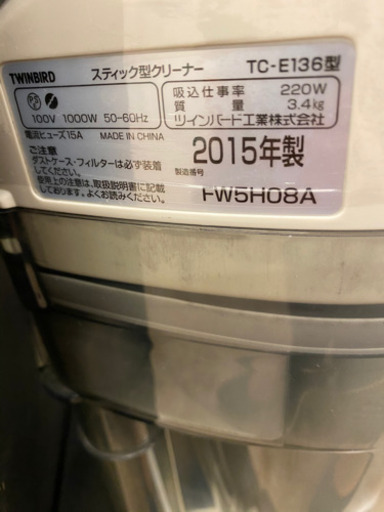 TWINBIRD スティック型クリーナー TC-E136型
PSE 100V 1000W 50-60Hz
電流ヒューズ15A MADE IN CHINA
吸込仕事率 220W
質量 3.4kg
ツインバード工業株式会社
ご注意
ダストケース・フィルターは必ず装着
してください。
使用上の注意は、取扱説明書に記載
してあります。よくお読みください。
2015年製
製造番号
HW5H08A